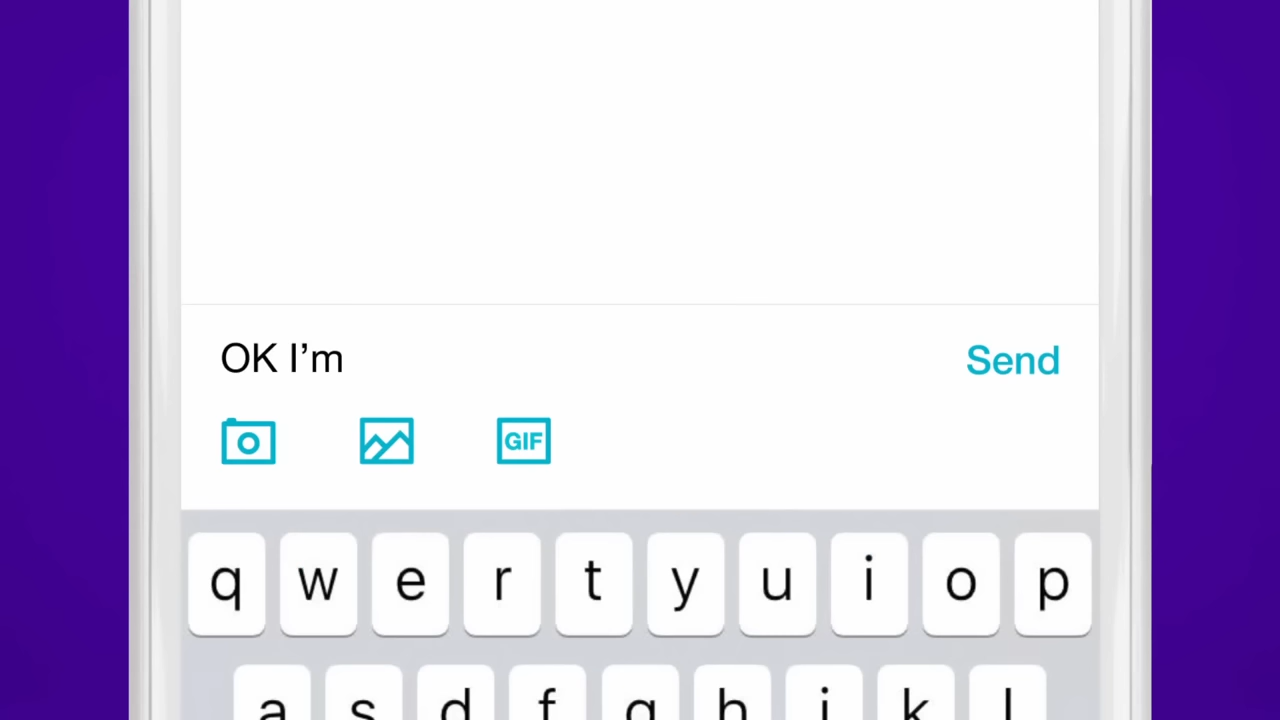 OK I’m
Send
GIF
q w e r t y u i o p
a s d f g h j k l